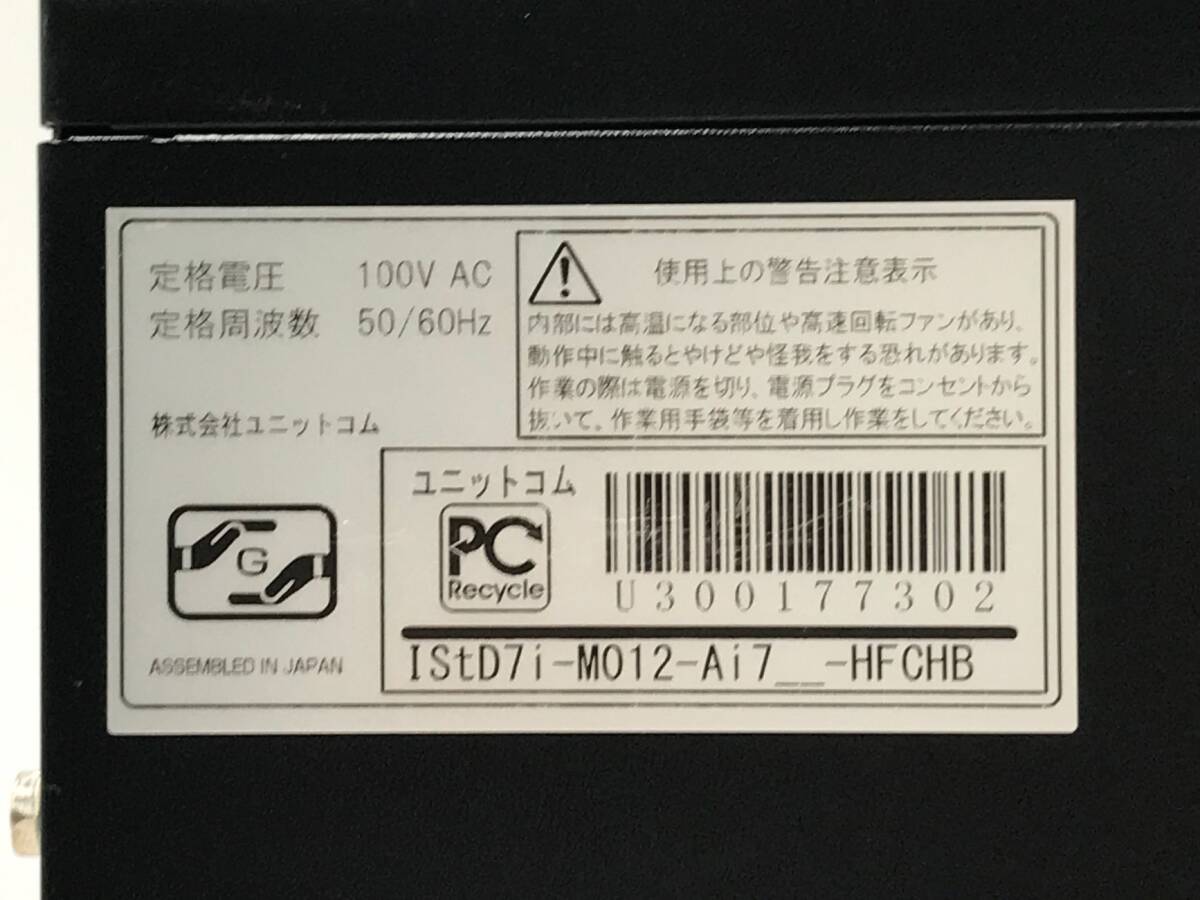 定格電圧 100V AC
定格周波数 50/60Hz
株式会社ユニットコム
G
ASSEMBLED IN JAPAN
使用上の警告注意表示
内部には高温になる部位や高速回転ファンがあり、
動作中に触るとやけどや怪我をする恐れがあります。
作業の際は電源を切り、電源プラグをコンセントから
抜いて、作業用手袋等を着用し作業をしてください。
ユニットコム
PC
Recycle
U300177302
IStD7i-M012-Ai7__-HFCHB